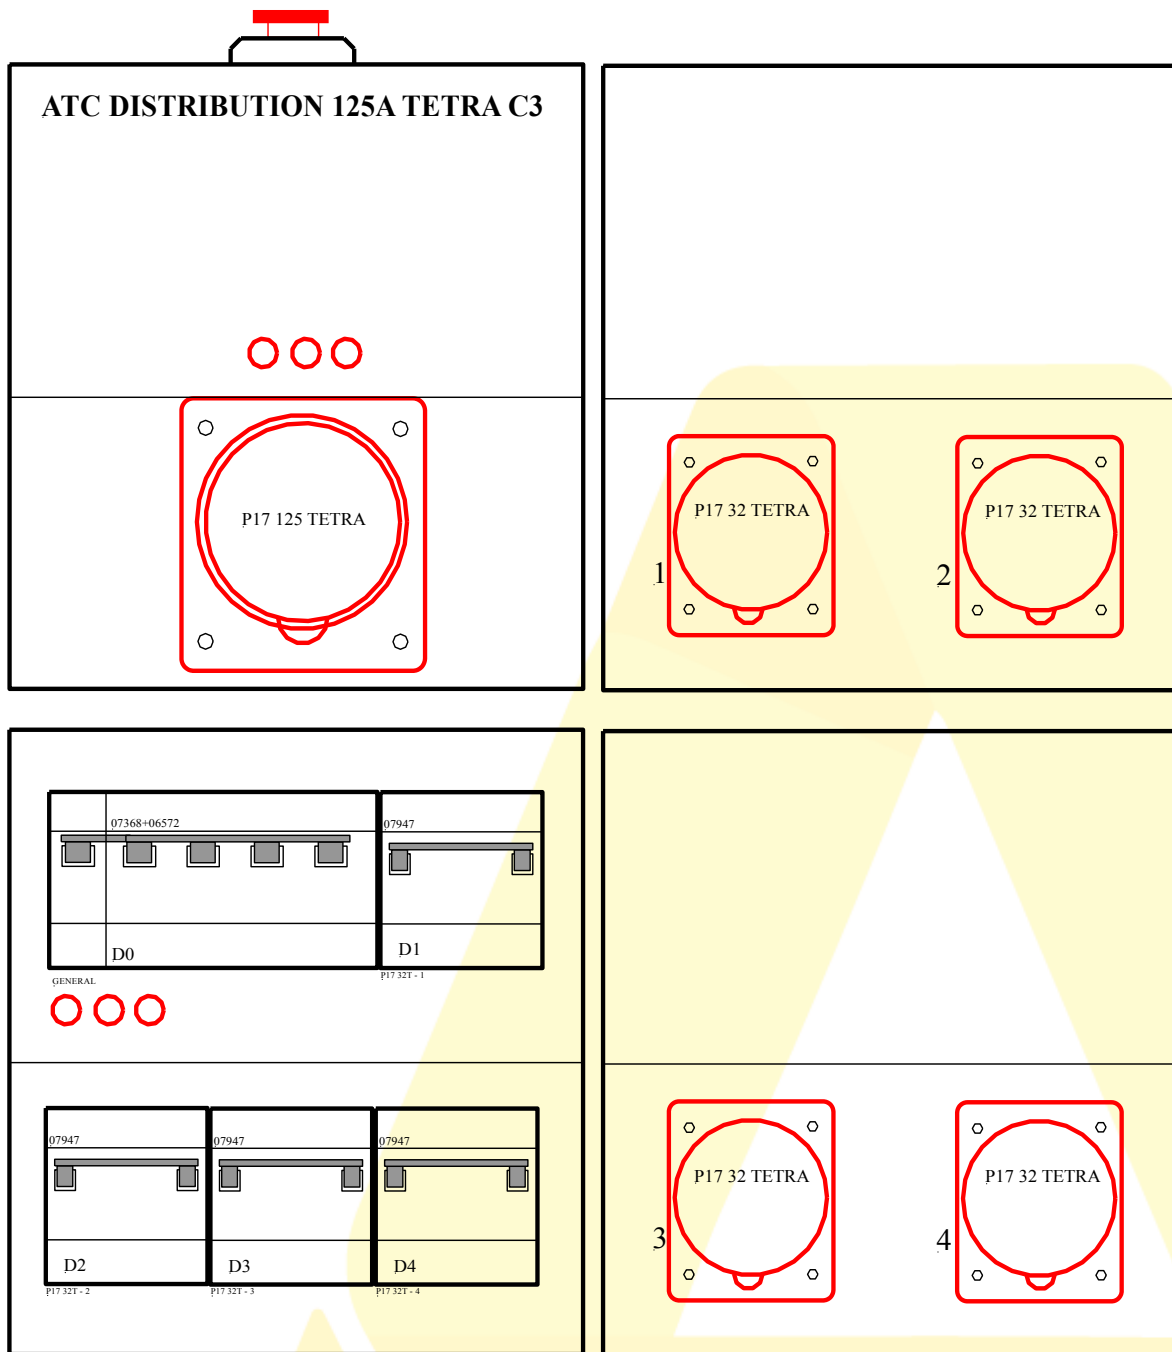 ATC DISTRIBUTION 125A TETRA C3
P17 125 TETRA
P17 32 TETRA
1
P17 32 TETRA
2
07368+06572
D0
GENERAL
07947
D1
P17 32T - 1
07947
D2
P17 32T - 2
07947
D3
P17 32T - 3
07947
D4
P17 32T - 4
P17 32 TETRA
3
P17 32 TETRA
4